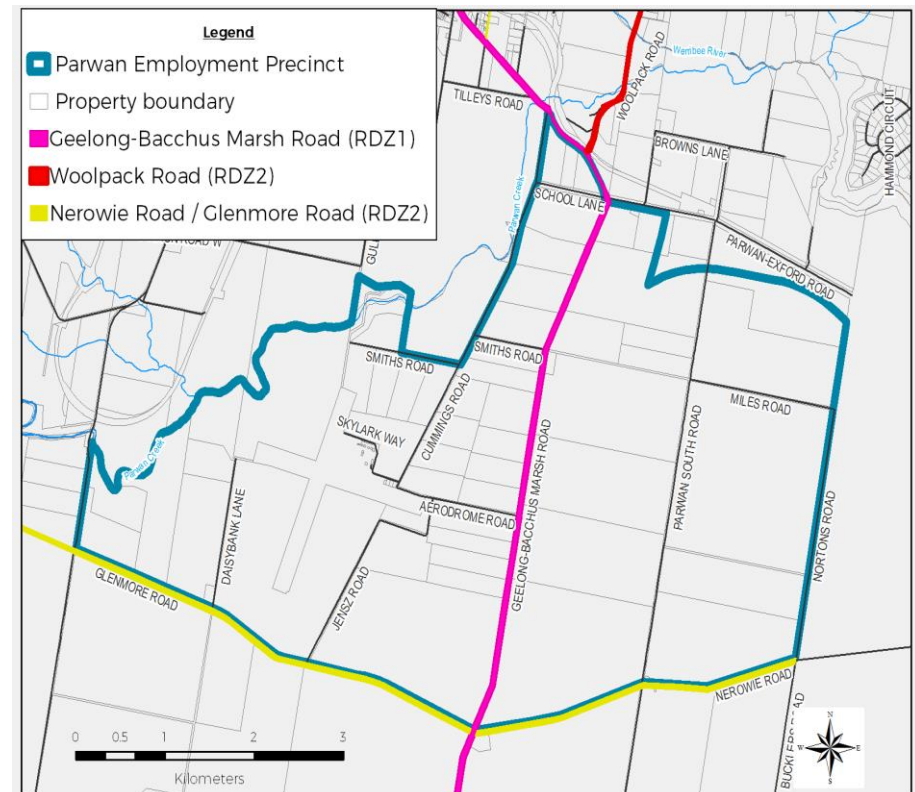 Legend
Parwan Employment Precinct
Property boundary
Geelong-Bacchus Marsh Road (RDZ1)
Woolpack Road (RDZ2)
Nerowie Road / Glenmore Road (RDZ2)
Werribee River
WOOLPACK ROAD
TILLEYS ROAD
BROWNS LANE
HAMMOND CIRCUIT
SCHOOL LANE
Parwan Creek
PARWAN-EXFORD ROAD
ROAD W
SMITHS ROAD
SMITHS ROAD
MILES ROAD
CUMMINGS ROAD
SKYLARK WAY
Parwan Creek
DAISYBANK LANE
AERODROME ROAD
GEELONG-BACCHUS MARSH ROAD
PARWAN SOUTH ROAD
NORTONS ROAD
GLENMORE ROAD
JENSZ ROAD
NEROWIE ROAD
0 0.5 1 2 3
Kilometers
N
W E
S